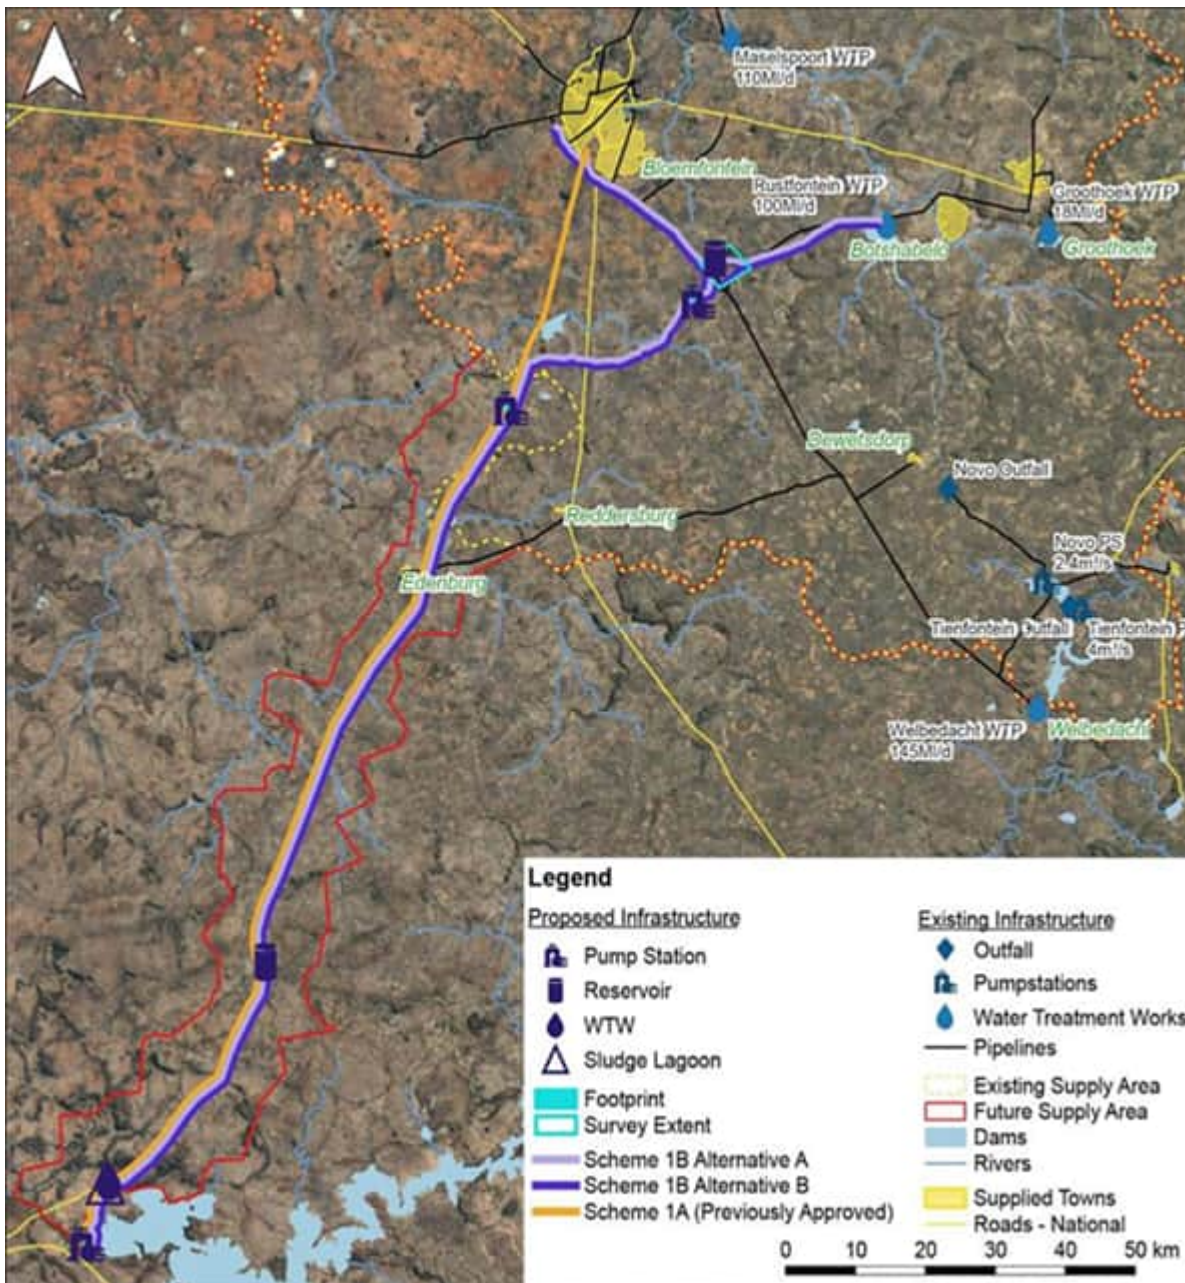 Maselspoort WTP
110Ml/d
Bloemfontein
Rustfontein WTP
100Ml/d
Groothoek WTP
18Ml/d
Botshabelo
Groothoek
Dewetsdorp
Novo Outfall
Reddersburg
Novo PS
2.4m³/s
Edenburg
Tienfontein Outfall
Tienfontein P
4m³/s
Welbedacht WTP
145Ml/d
Welbedacht
Legend
Proposed Infrastructure
Pump Station
Reservoir
WTW
Sludge Lagoon
Footprint
Survey Extent
Scheme 1B Alternative A
Scheme 1B Alternative B
Scheme 1A (Previously Approved)
Existing Infrastructure
Outfall
Pumpstations
Water Treatment Works
Pipelines
Existing Supply Area
Future Supply Area
Dams
Rivers
Supplied Towns
Roads - National
0 10 20 30 40 50 km